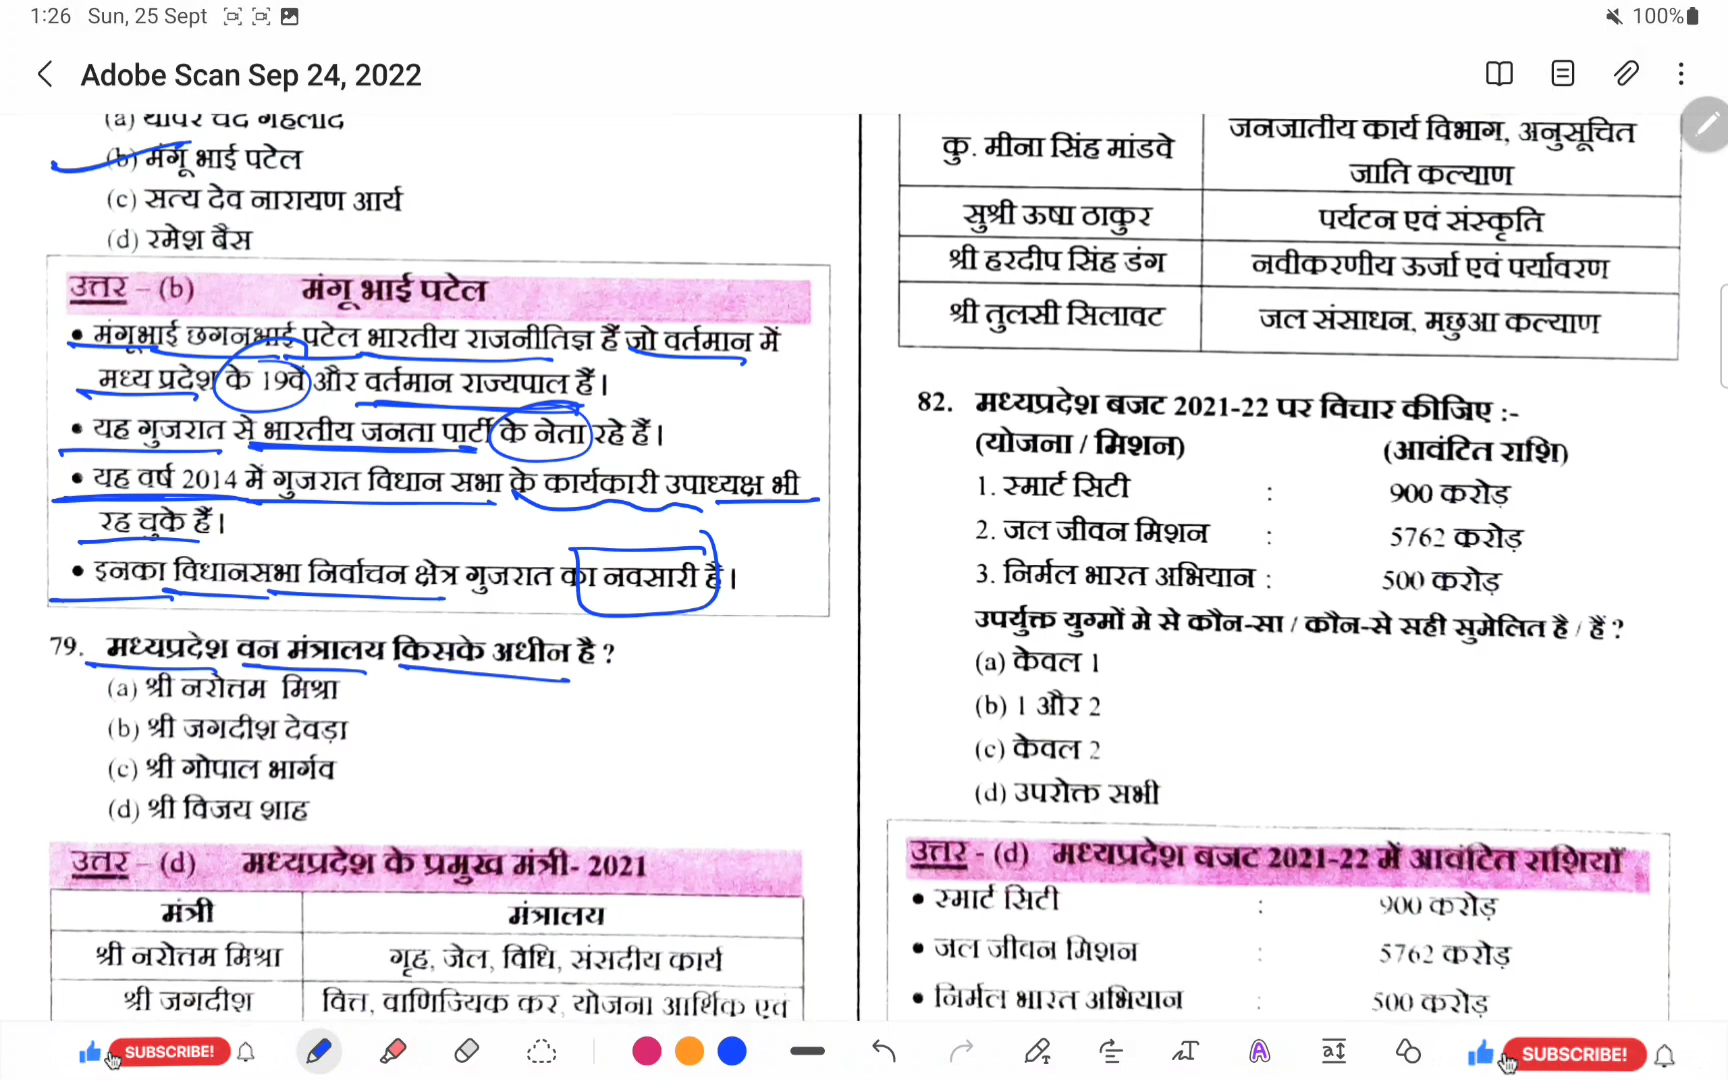 1:26 Sun, 25 Sept
100%
Adobe Scan Sep 24, 2022
(b) मंगू भाई पटेल
(c) सत्य देव नारायण आर्य
(d) रमेश बैस
उत्तर – (b) मंगू भाई पटेल
• मंगूभाई छगनभाई पटेल भारतीय राजनीतिज्ञ हैं जो वर्तमान में
मध्य प्रदेश के 19वें और वर्तमान राज्यपाल हैं।
• यह गुजरात से भारतीय जनता पार्टी के नेता रहे हैं।
• यह वर्ष 2014 में गुजरात विधान सभा के कार्यकारी उपाध्यक्ष भी
रह चुके हैं।
• इनका विधानसभा निर्वाचन क्षेत्र गुजरात का नवसारी है।
79. मध्यप्रदेश वन मंत्रालय किसके अधीन है ?
(a) श्री नरोत्तम मिश्रा
(b) श्री जगदीश देवड़ा
(c) श्री गोपाल भार्गव
(d) श्री विजय शाह
उत्तर – (d) मध्यप्रदेश के प्रमुख मंत्री- 2021
मंत्री मंत्रालय
श्री नरोत्तम मिश्रा गृह, जेल, विधि, संसदीय कार्य
श्री जगदीश वित्त, वाणिज्यिक कर, योजना आर्थिक एवं
कु. मीना सिंह मांडवे जनजातीय कार्य विभाग, अनुसूचित
जाति कल्याण
सुश्री ऊषा ठाकुर पर्यटन एवं संस्कृति
श्री हरदीप सिंह डंग नवीकरणीय ऊर्जा एवं पर्यावरण
श्री तुलसी सिलावट जल संसाधन, मछुआ कल्याण
82. मध्यप्रदेश बजट 2021-22 पर विचार कीजिए :-
(योजना / मिशन) (आवंटित राशि)
1. स्मार्ट सिटी : 900 करोड़
2. जल जीवन मिशन : 5762 करोड़
3. निर्मल भारत अभियान : 500 करोड़
उपर्युक्त युग्मों मे से कौन-सा / कौन-से सही सुमेलित है / हैं ?
(a) केवल 1
(b) 1 और 2
(c) केवल 2
(d) उपरोक्त सभी
उत्तर - (d) मध्यप्रदेश बजट 2021-22 में आवंटित राशियाँ
• स्मार्ट सिटी : 900 करोड़
• जल जीवन मिशन : 5762 करोड़
• निर्मल भारत अभियान : 500 करोड़
SUBSCRIBE!
SUBSCRIBE!